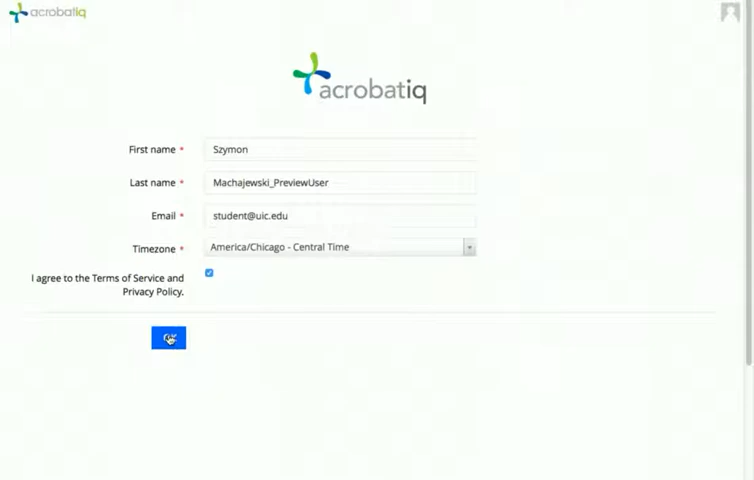 acrobatiq
acrobatiq
First name * Szymon
Last name * Machajewski_PreviewUser
Email * student@uic.edu
Timezone * America/Chicago - Central Time
I agree to the Terms of Service and
Privacy Policy.